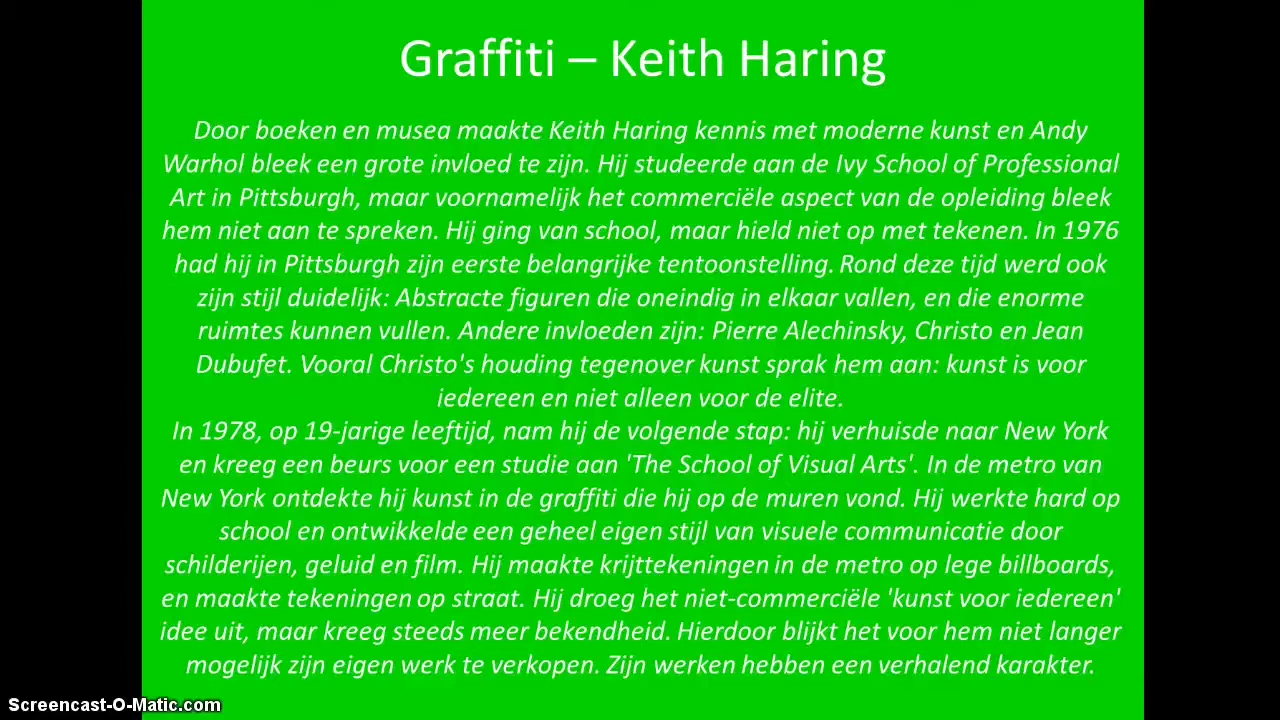 Graffiti – Keith Haring
Door boeken en musea maakte Keith Haring kennis met moderne kunst en Andy
Warhol bleek een grote invloed te zijn. Hij studeerde aan de Ivy School of Professional
Art in Pittsburgh, maar voornamelijk het commerciële aspect van de opleiding bleek
hem niet aan te spreken. Hij ging van school, maar hield niet op met tekenen. In 1976
had hij in Pittsburgh zijn eerste belangrijke tentoonstelling. Rond deze tijd werd ook
zijn stijl duidelijk: Abstracte figuren die oneindig in elkaar vallen, en die enorme
ruimtes kunnen vullen. Andere invloeden zijn: Pierre Alechinsky, Christo en Jean
Dubufet. Vooral Christo's houding tegenover kunst sprak hem aan: kunst is voor
iedereen en niet alleen voor de elite.
In 1978, op 19-jarige leeftijd, nam hij de volgende stap: hij verhuisde naar New York
en kreeg een beurs voor een studie aan 'The School of Visual Arts'. In de metro van
New York ontdekte hij kunst in de graffiti die hij op de muren vond. Hij werkte hard op
school en ontwikkelde een geheel eigen stijl van visuele communicatie door
schilderijen, geluid en film. Hij maakte krijttekeningen in de metro op lege billboards,
en maakte tekeningen op straat. Hij droeg het niet-commerciële 'kunst voor iedereen'
idee uit, maar kreeg steeds meer bekendheid. Hierdoor blijkt het voor hem niet langer
mogelijk zijn eigen werk te verkopen. Zijn werken hebben een verhalend karakter.
Screencast-O-Matic.com